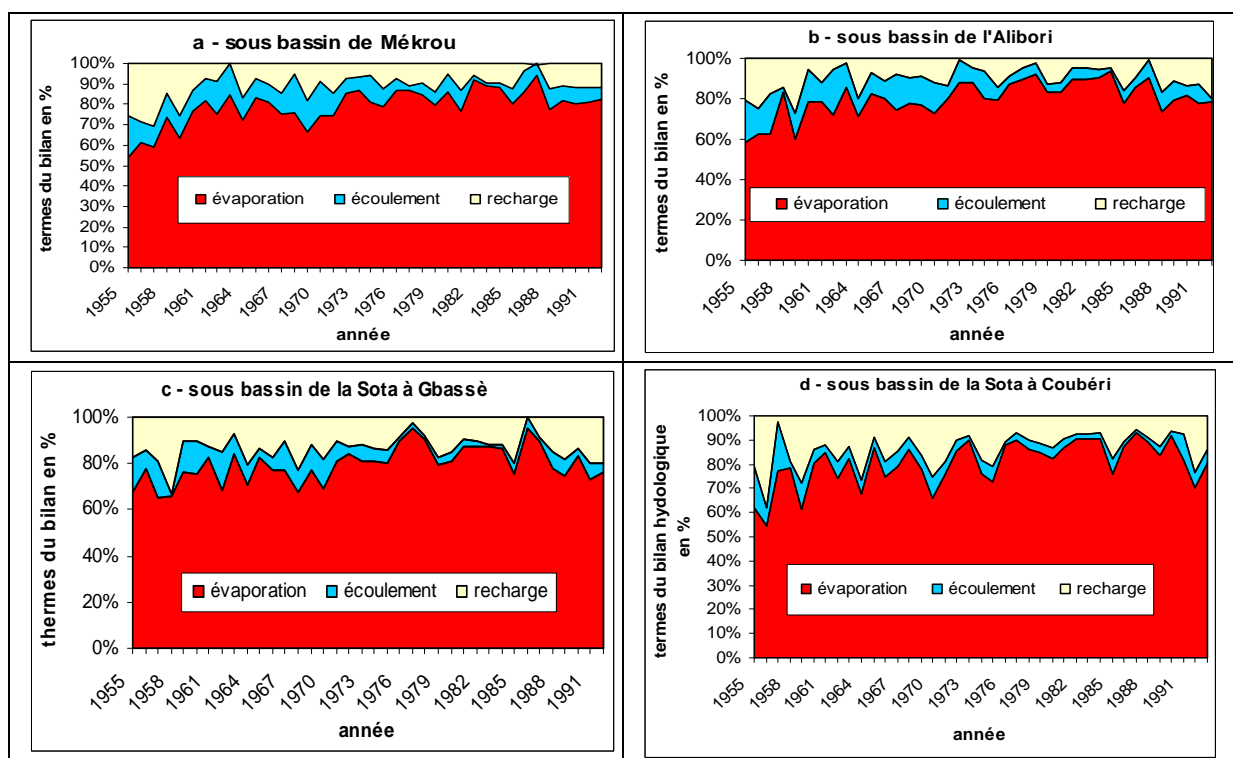 a - sous bassin de Mékrou
termes du bilan en %
100%
90%
80%
70%
60%
50%
40%
30%
20%
10%
0%
évaporation écoulement recharge
1955 1958 1961 1964 1967 1970 1973 1976 1979 1982 1985 1988 1991
année
b - sous bassin de l'Alibori
termes du bilan en %
100%
80%
60%
40%
20%
0%
évaporation écoulement recharge
1955 1958 1961 1964 1967 1970 1973 1976 1979 1982 1985 1988 1991
année
c - sous bassin de la Sota à Gbassè
thermes du bilan en %
100%
80%
60%
40%
20%
0%
évaporation écoulement recharge
1955 1958 1961 1964 1967 1970 1973 1976 1979 1982 1985 1988 1991
année
d - sous bassin de la Sota à Coubéri
termes du bilan hydologique
en %
100%
90%
80%
70%
60%
50%
40%
30%
20%
10%
0%
évaporation écoulement recharge
1955 1958 1961 1964 1967 1970 1973 1976 1979 1982 1985 1988 1991
année